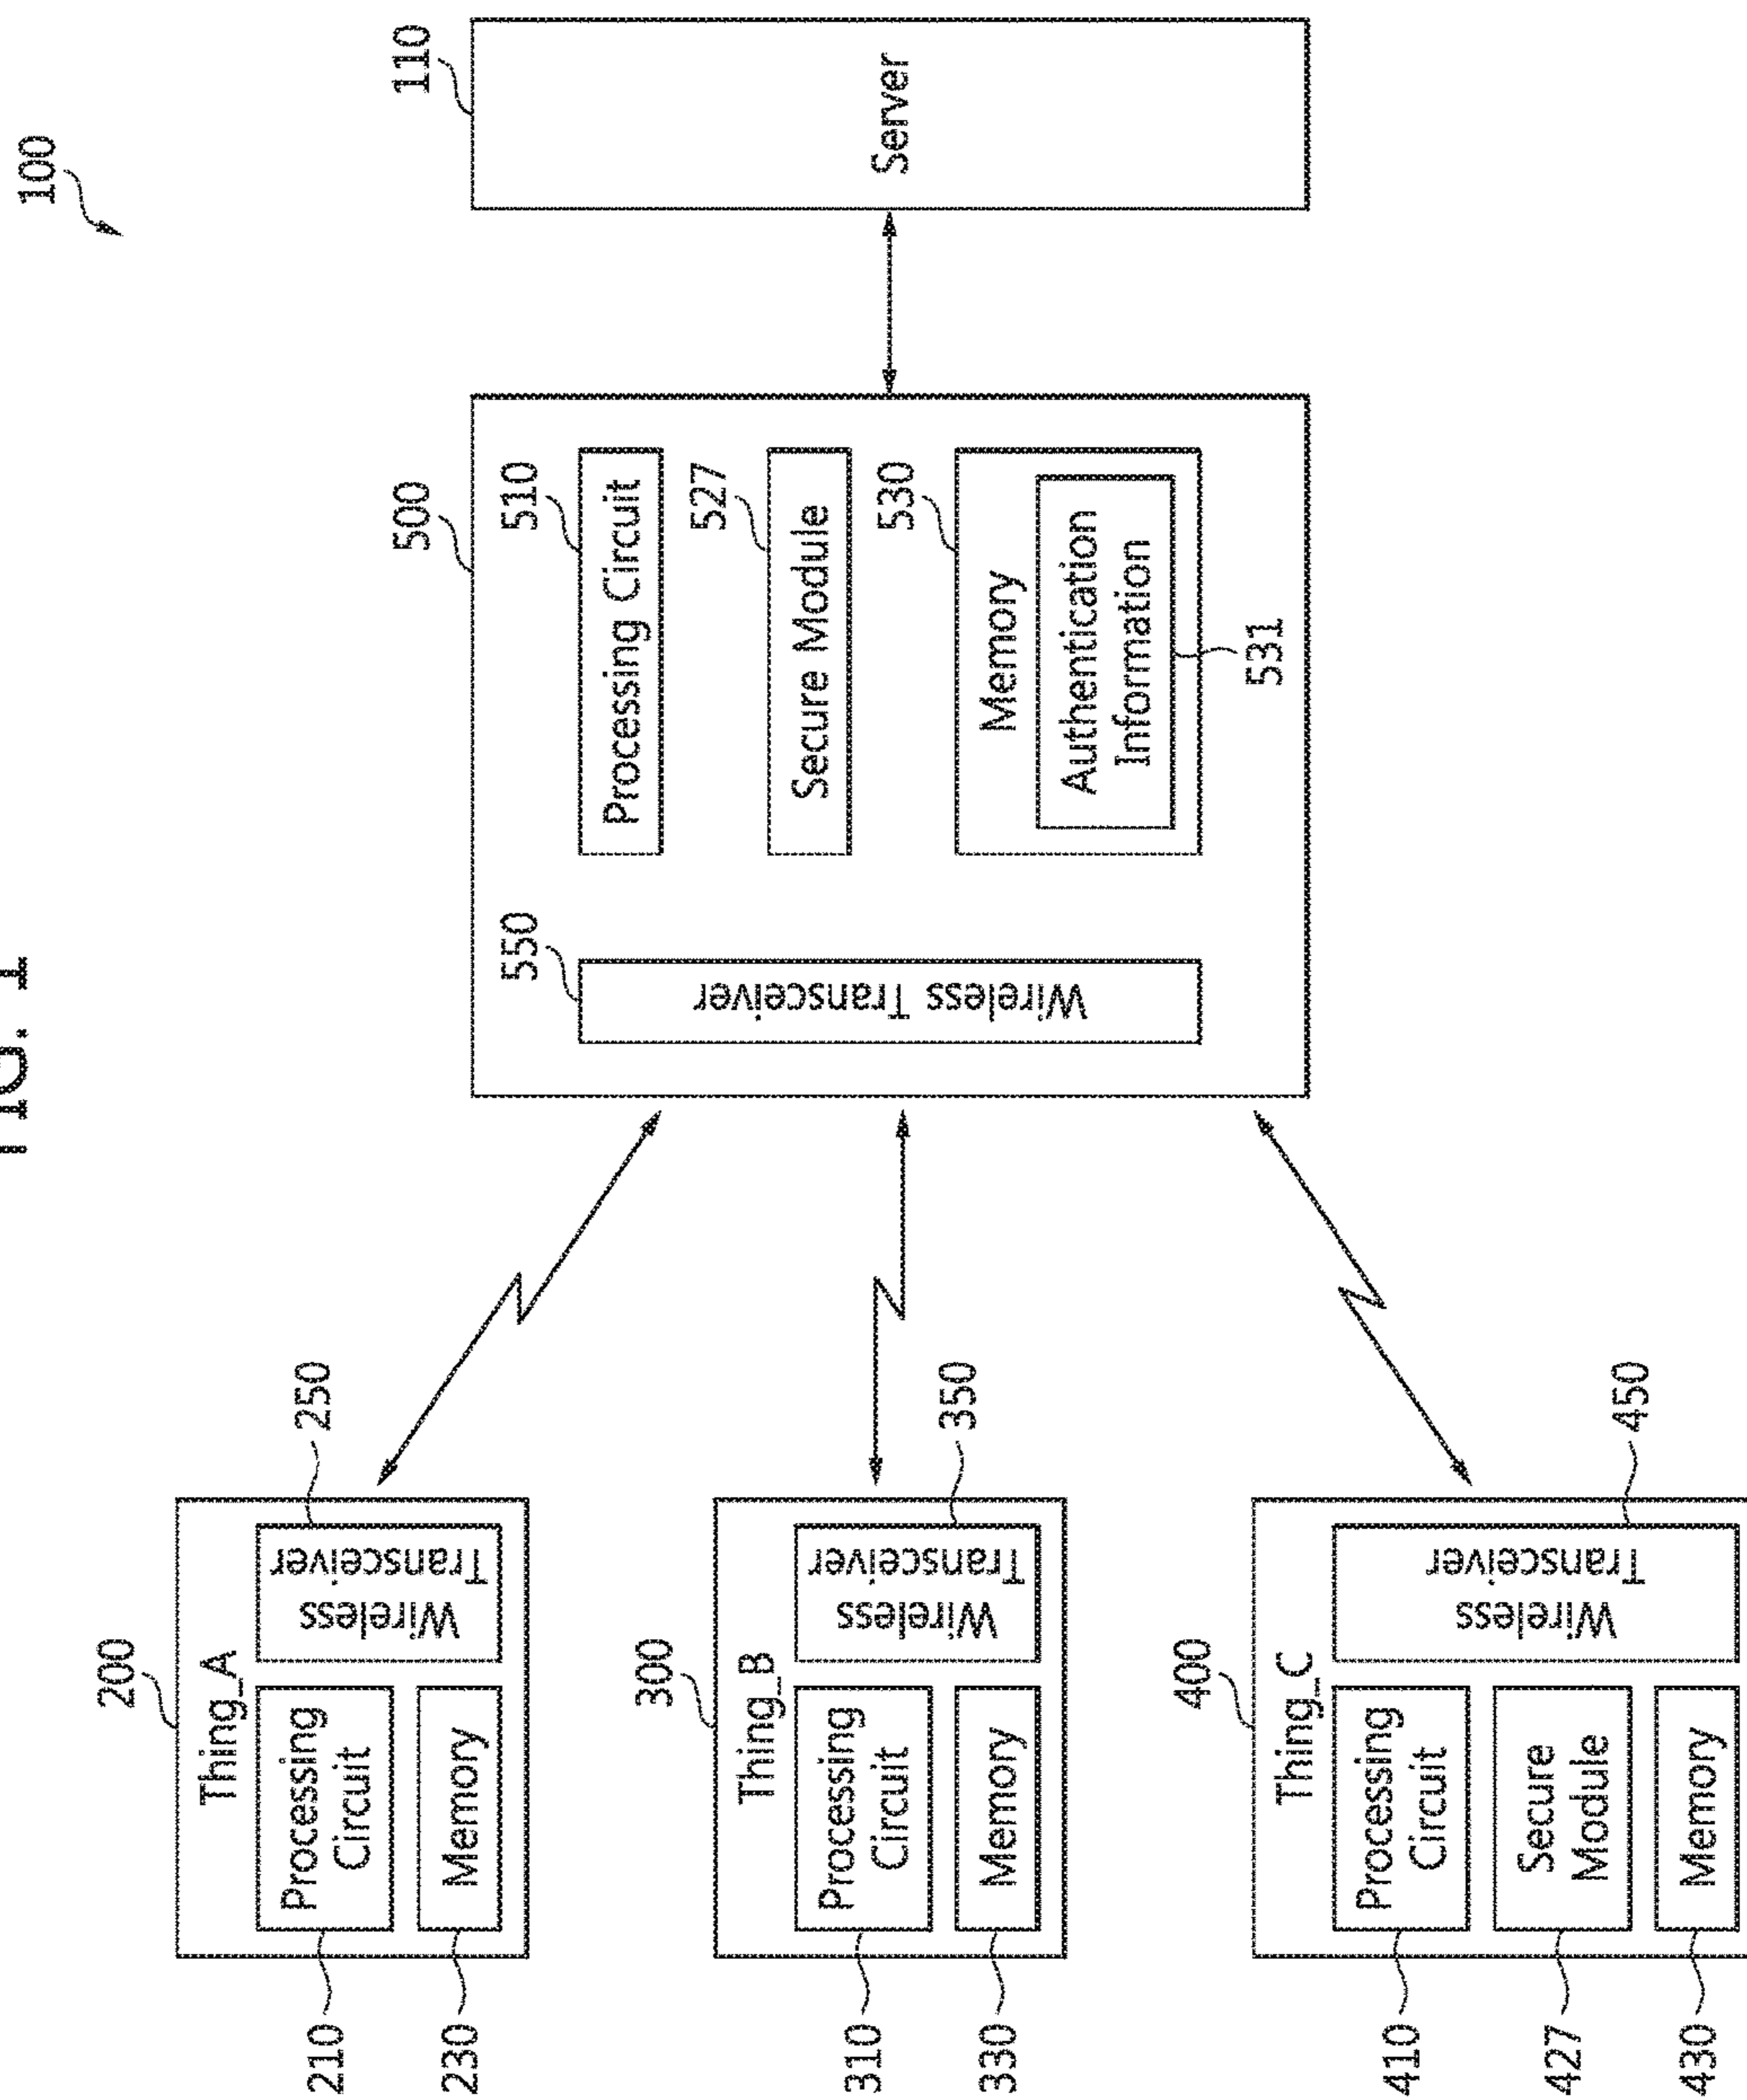 FIG. 1
100
200
Thing_A
Processing
Circuit
Memory
Wireless
Transceiver
210
230
250
300
Thing_B
Processing
Circuit
Memory
Wireless
Transceiver
310
330
350
400
Thing_C
Processing
Circuit
Secure
Module
Memory
Wireless
Transceiver
410
427
430
450
500
550
Wireless Transceiver
510
Processing Circuit
527
Secure Module
530
Memory
Authentication
Information
531
110
Server